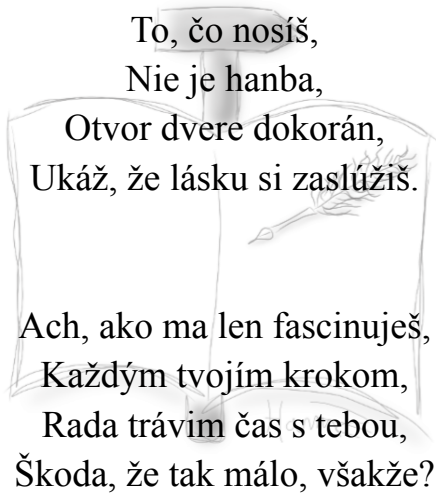 To, čo nosíš,
Nie je hanba,
Otvor dvere dokorán,
Ukáž, že lásku si zaslúžiš.
Ach, ako ma len fascinuješ,
Každým tvojím krokom,
Rada trávim čas s tebou,
Škoda, že tak málo, všakže?